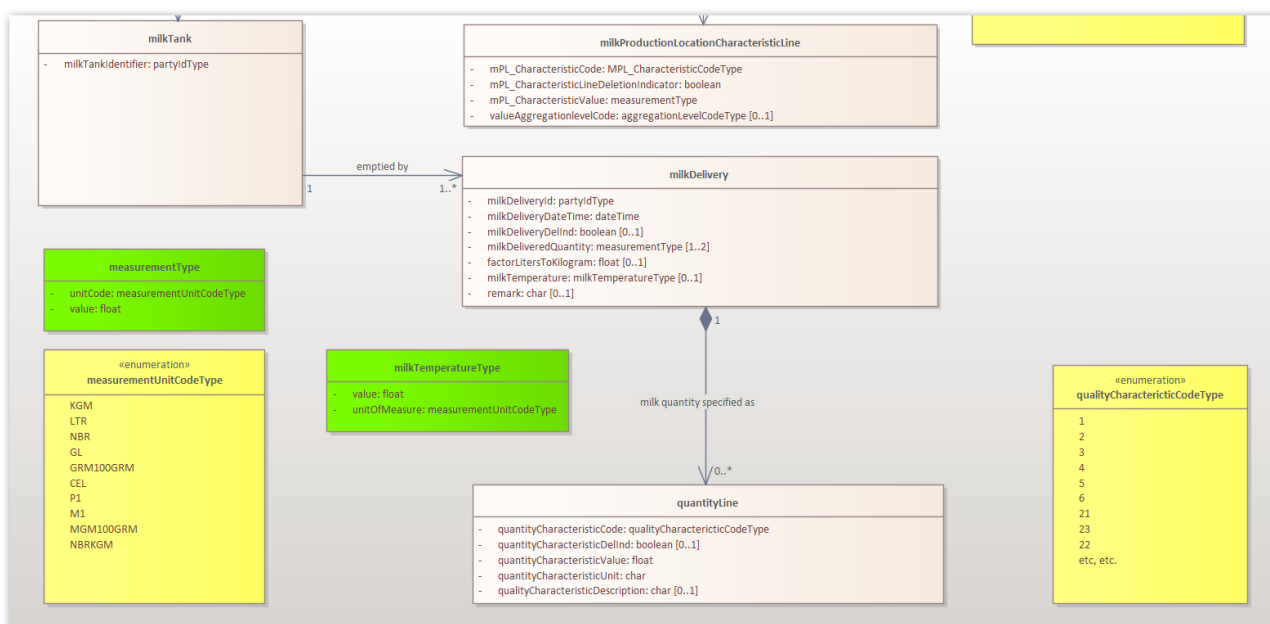 milkTank
- milkTankIdentifier: partyIdType
milkProductionLocationCharacteristicLine
- mPL_CharacteristicCode: MPL_CharacteristicCodeType
- mPL_CharacteristicLineDeletionIndicator: boolean
- mPL_CharacteristicValue: measurementType
- valueAggregationlevelCode: aggregationLevelCodeType [0..1]
emptied by
1
1..*
milkDelivery
- milkDeliveryId: partyIdType
- milkDeliveryDateTime: dateTime
- milkDeliveryDelInd: boolean [0..1]
- milkDeliveredQuantity: measurementType [1..2]
- factorLitersToKilogram: float [0..1]
- milkTemperature: milkTemperatureType [0..1]
- remark: char [0..1]
measurementType
- unitCode: measurementUnitCodeType
- value: float
«enumeration»
measurementUnitCodeType
KGM
LTR
NBR
GL
GRM100GRM
CEL
P1
M1
MGM100GRM
NBRKGM
milkTemperatureType
- value: float
- unitOfMeasure: measurementUnitCodeType
1
milk quantity specified as
0..*
«enumeration»
qualityCharactericticCodeType
1
2
3
4
5
6
21
23
22
etc, etc.
quantityLine
- quantityCharacteristicCode: qualityCharactericticCodeType
- quantityCharacteristicDelInd: boolean [0..1]
- quantityCharacteristicValue: float
- quantityCharacteristicUnit: char
- qualityCharacteristicDescription: char [0..1]